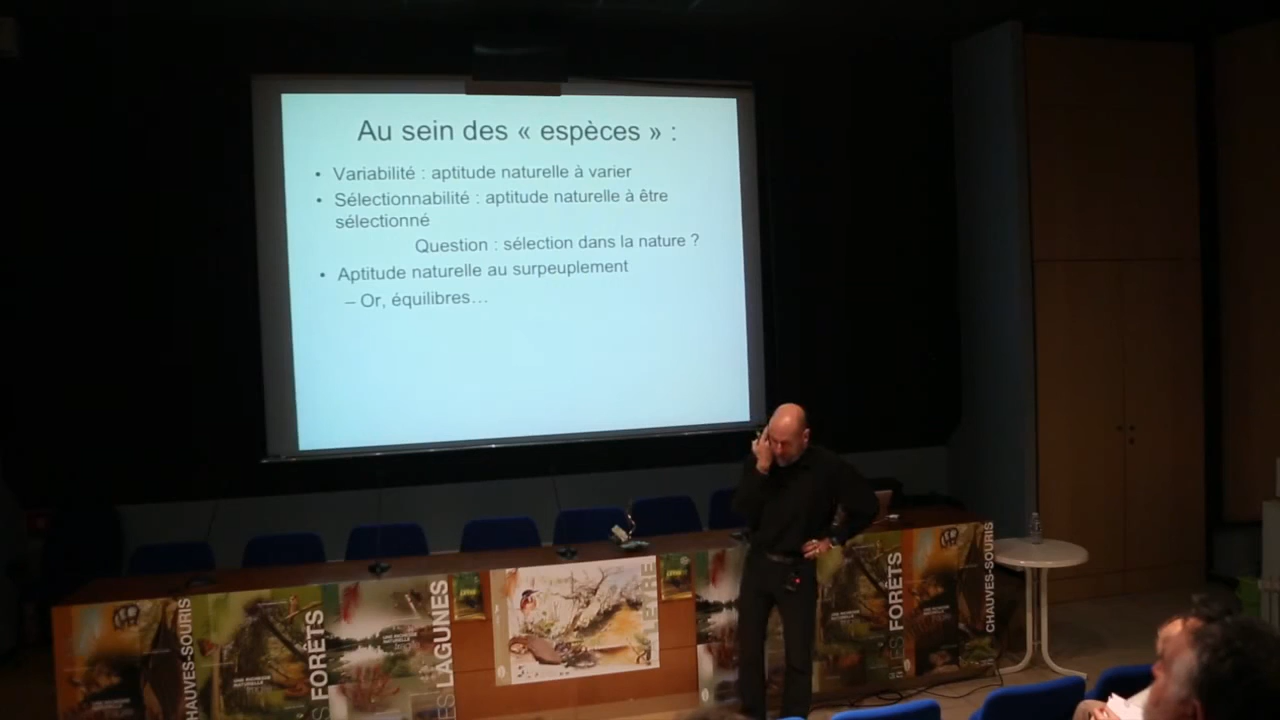 Au sein des « espèces » :
• Variabilité : aptitude naturelle à varier
• Sélectionnabilité : aptitude naturelle à être
sélectionné
Question : sélection dans la nature ?
• Aptitude naturelle au surpeuplement
– Or, équilibres…
CHAUVES-SOURIS
FORÊTS
LAGUNES
FORÊTS
CHAUVES-SOURIS